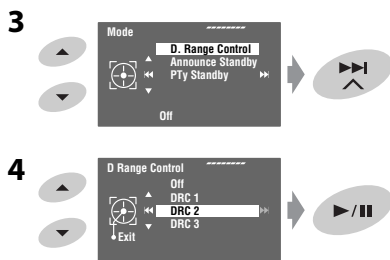 3
Mode
D. Range Control
Announce Standby
PTy Standby
Off
4
D Range Control
Off
DRC 1
DRC 2
DRC 3
Exit